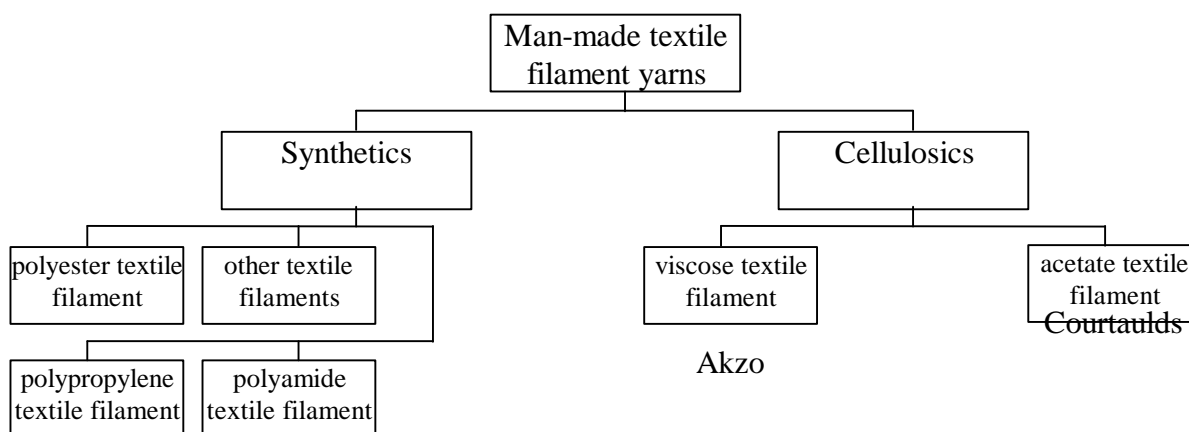 Man-made textile
filament yarns
Synthetics
Cellulosics
polyester textile
filament
other textile
filaments
viscose textile
filament
acetate textile
filament
Courtaulds
Akzo
polypropylene
textile filament
polyamide
textile filament